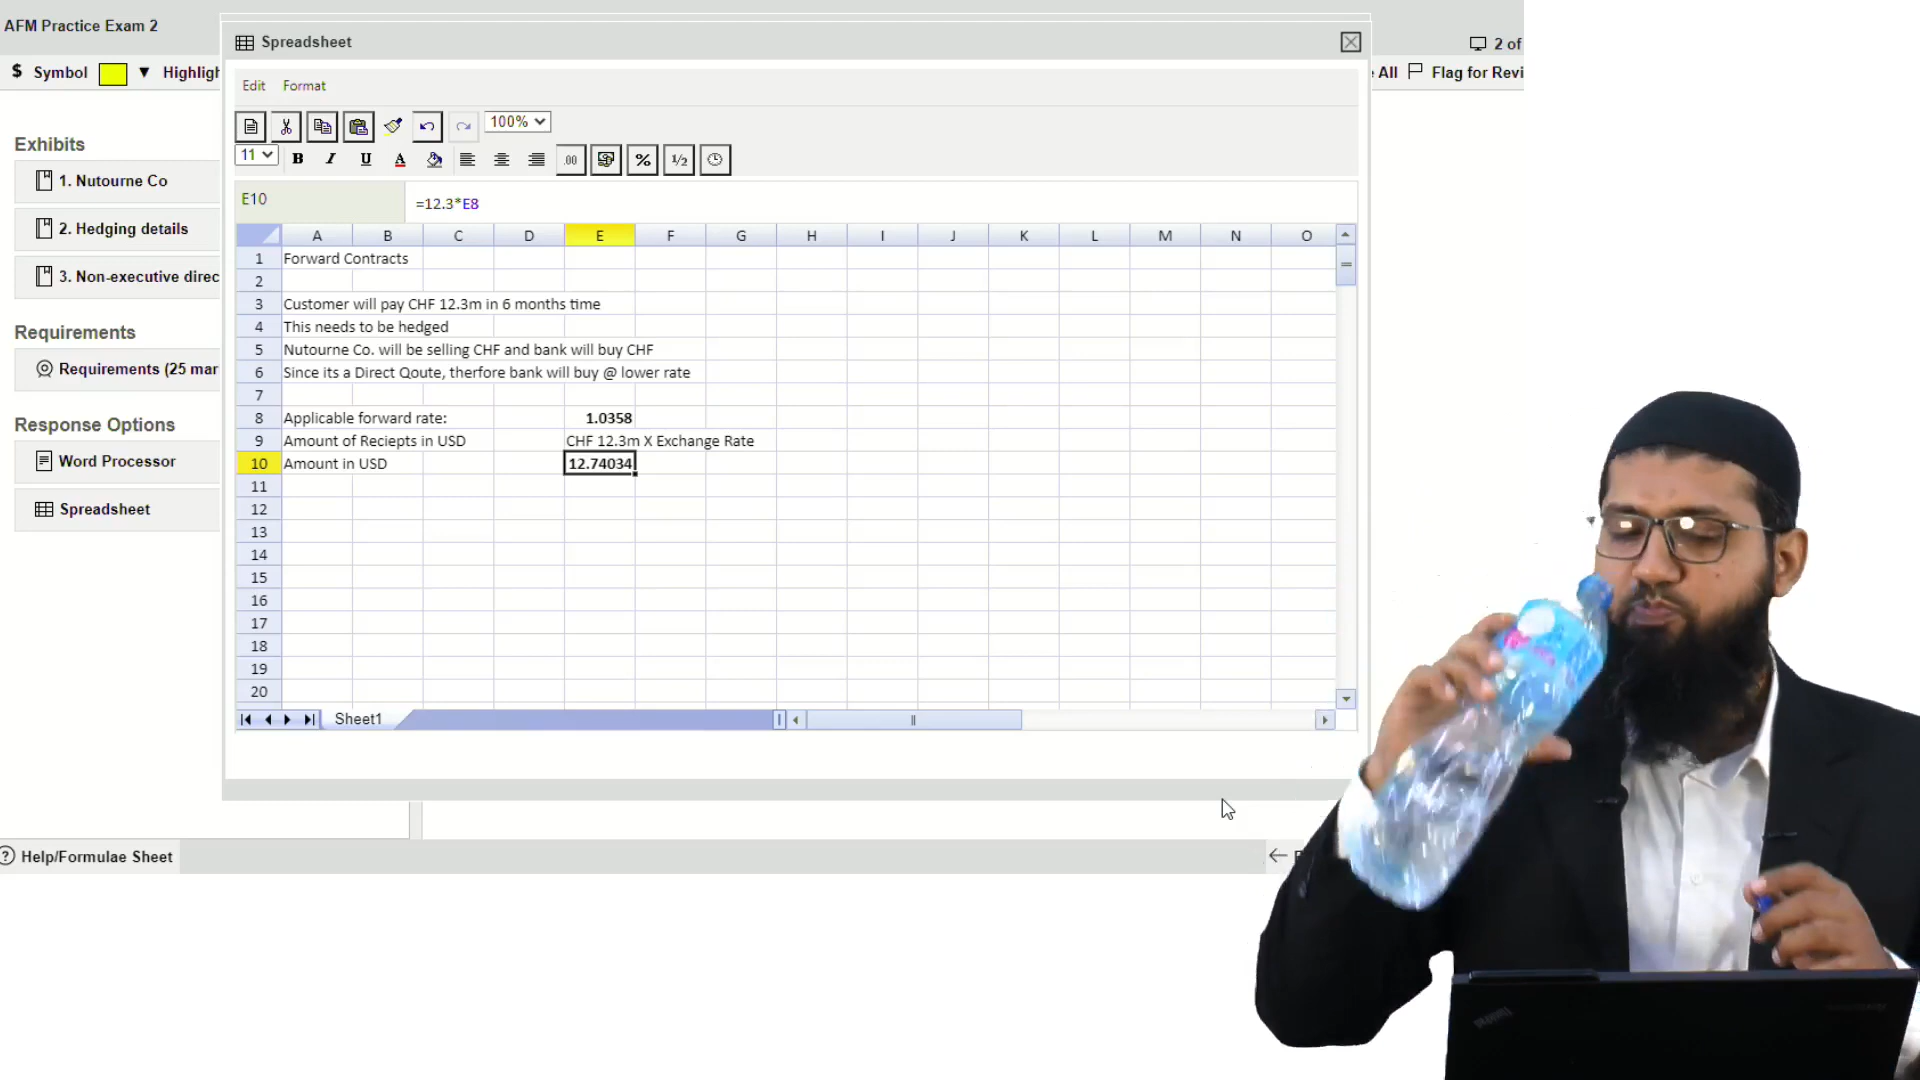 AFM Practice Exam 2
Spreadsheet
2 of
$ Symbol Highligh
All Flag for Revi
Edit Format
100%
11 B I U A .00 % 1/2
E10 =12.3*E8
A B C D E F G H I J K L M N O
1 Forward Contracts
2
3 Customer will pay CHF 12.3m in 6 months time
4 This needs to be hedged
5 Nutourne Co. will be selling CHF and bank will buy CHF
6 Since its a Direct Qoute, therfore bank will buy @ lower rate
7
8 Applicable forward rate: 1.0358
9 Amount of Reciepts in USD CHF 12.3m X Exchange Rate
10 Amount in USD 12.74034
11
12
13
14
15
16
17
18
19
20
Sheet1
Exhibits
1. Nutourne Co
2. Hedging details
3. Non-executive direc
Requirements
Requirements (25 mar
Response Options
Word Processor
Spreadsheet
Help/Formulae Sheet